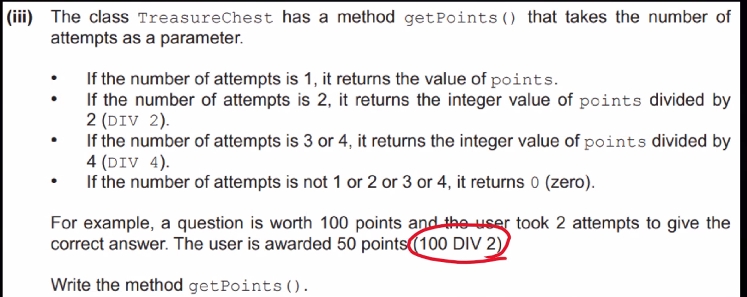 (iii) The class TreasureChest has a method getPoints() that takes the number of
attempts as a parameter.
• If the number of attempts is 1, it returns the value of points.
• If the number of attempts is 2, it returns the integer value of points divided by
2 (DIV 2).
• If the number of attempts is 3 or 4, it returns the integer value of points divided by
4 (DIV 4).
• If the number of attempts is not 1 or 2 or 3 or 4, it returns 0 (zero).
For example, a question is worth 100 points and the user took 2 attempts to give the
correct answer. The user is awarded 50 points (100 DIV 2)
Write the method getPoints().